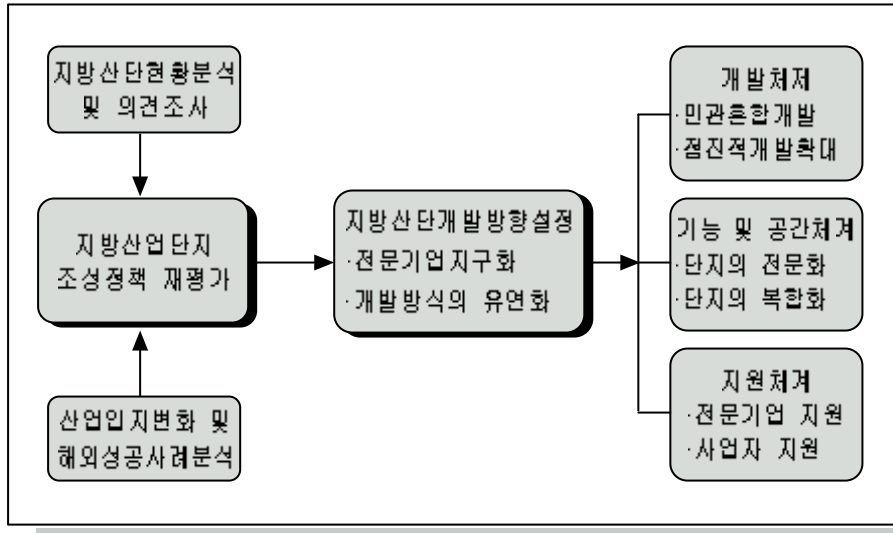 지방산단현황분석
및 의견조사
지방산업단지
조성정책 재평가
산업입지변화 및
해외성공사례분석
지방산단개발방향설정
·전문기업지구화
·개발방식의 유연화
개발체제
·민관혼합개발
·점진적개발확대
기능 및 공간체계
·단지의 전문화
·단지의 복합화
지원체계
·전문기업 지원
·사업자 지원